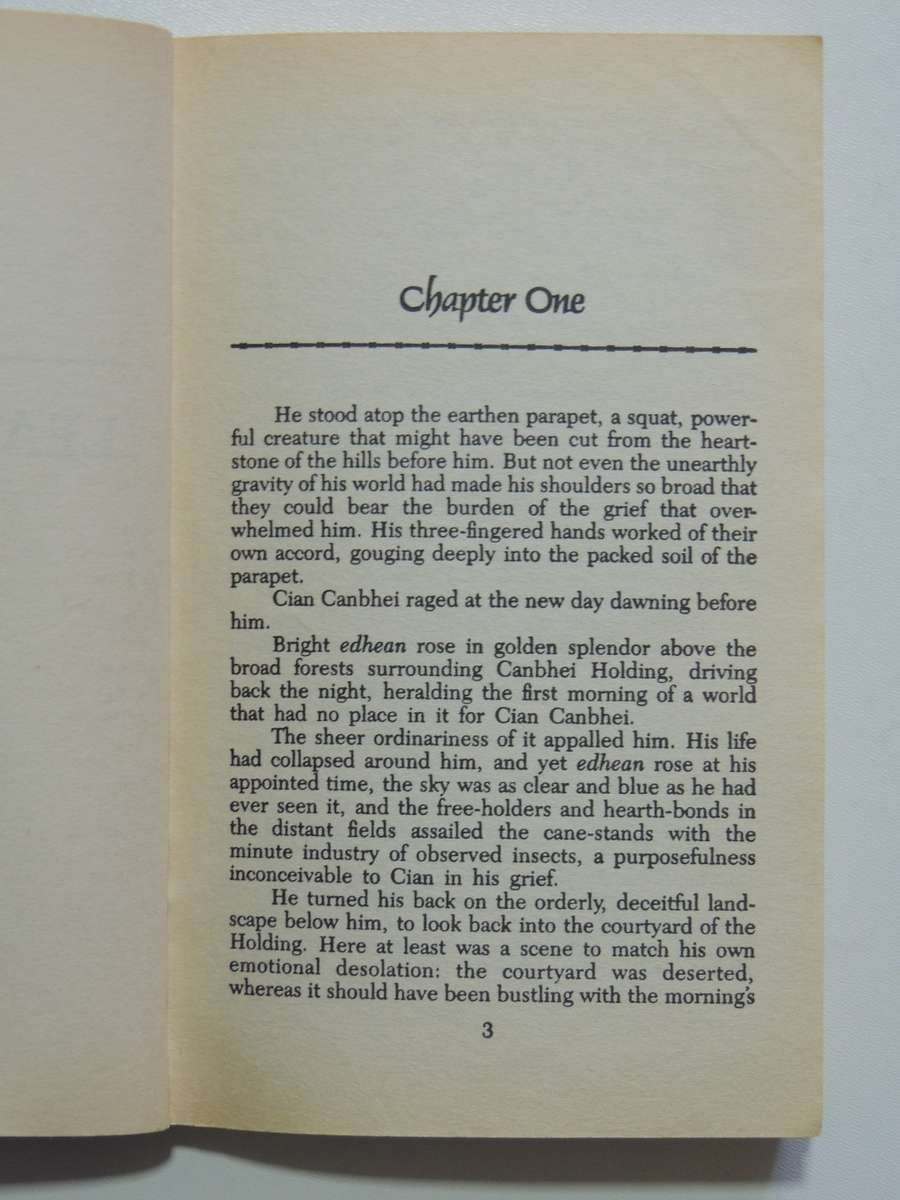 Chapter One
He stood atop the earthen parapet, a squat, power-
ful creature that might have been cut from the heart-
stone of the hills before him. But not even the unearthly
gravity of his world had made his shoulders so broad that
they could bear the burden of the grief that over-
whelmed him. His three-fingered hands worked of their
own accord, gouging deeply into the packed soil of the
parapet.
Cian Canbhei raged at the new day dawning before
him.
Bright edhean rose in golden splendor above the
broad forests surrounding Canbhei Holding, driving
back the night, heralding the first morning of a world
that had no place in it for Cian Canbhei.
The sheer ordinariness of it appalled him. His life
had collapsed around him, and yet edhean rose at his
appointed time, the sky was as clear and blue as he had
ever seen it, and the free-holders and hearth-bonds in
the distant fields assailed the cane-stands with the
minute industry of observed insects, a purposefulness
inconceivable to Cian in his grief.
He turned his back on the orderly, deceitful land-
scape below him, to look back into the courtyard of the
Holding. Here at least was a scene to match his own
emotional desolation: the courtyard was deserted,
whereas it should have been bustling with the morning's
3